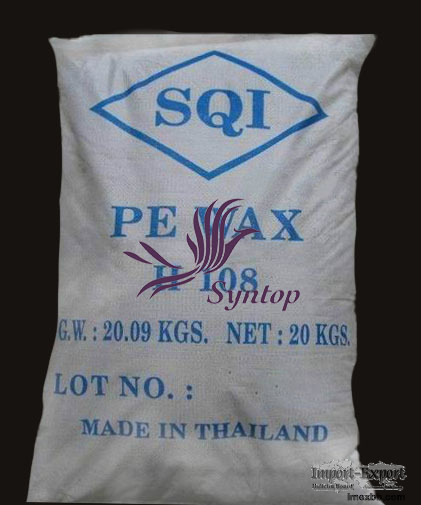 SQI
PE WAX
H 108
Syntop
G.W. : 20.09 KGS. NET : 20 KGS.
LOT NO. :
MADE IN THAILAND
Import-Export